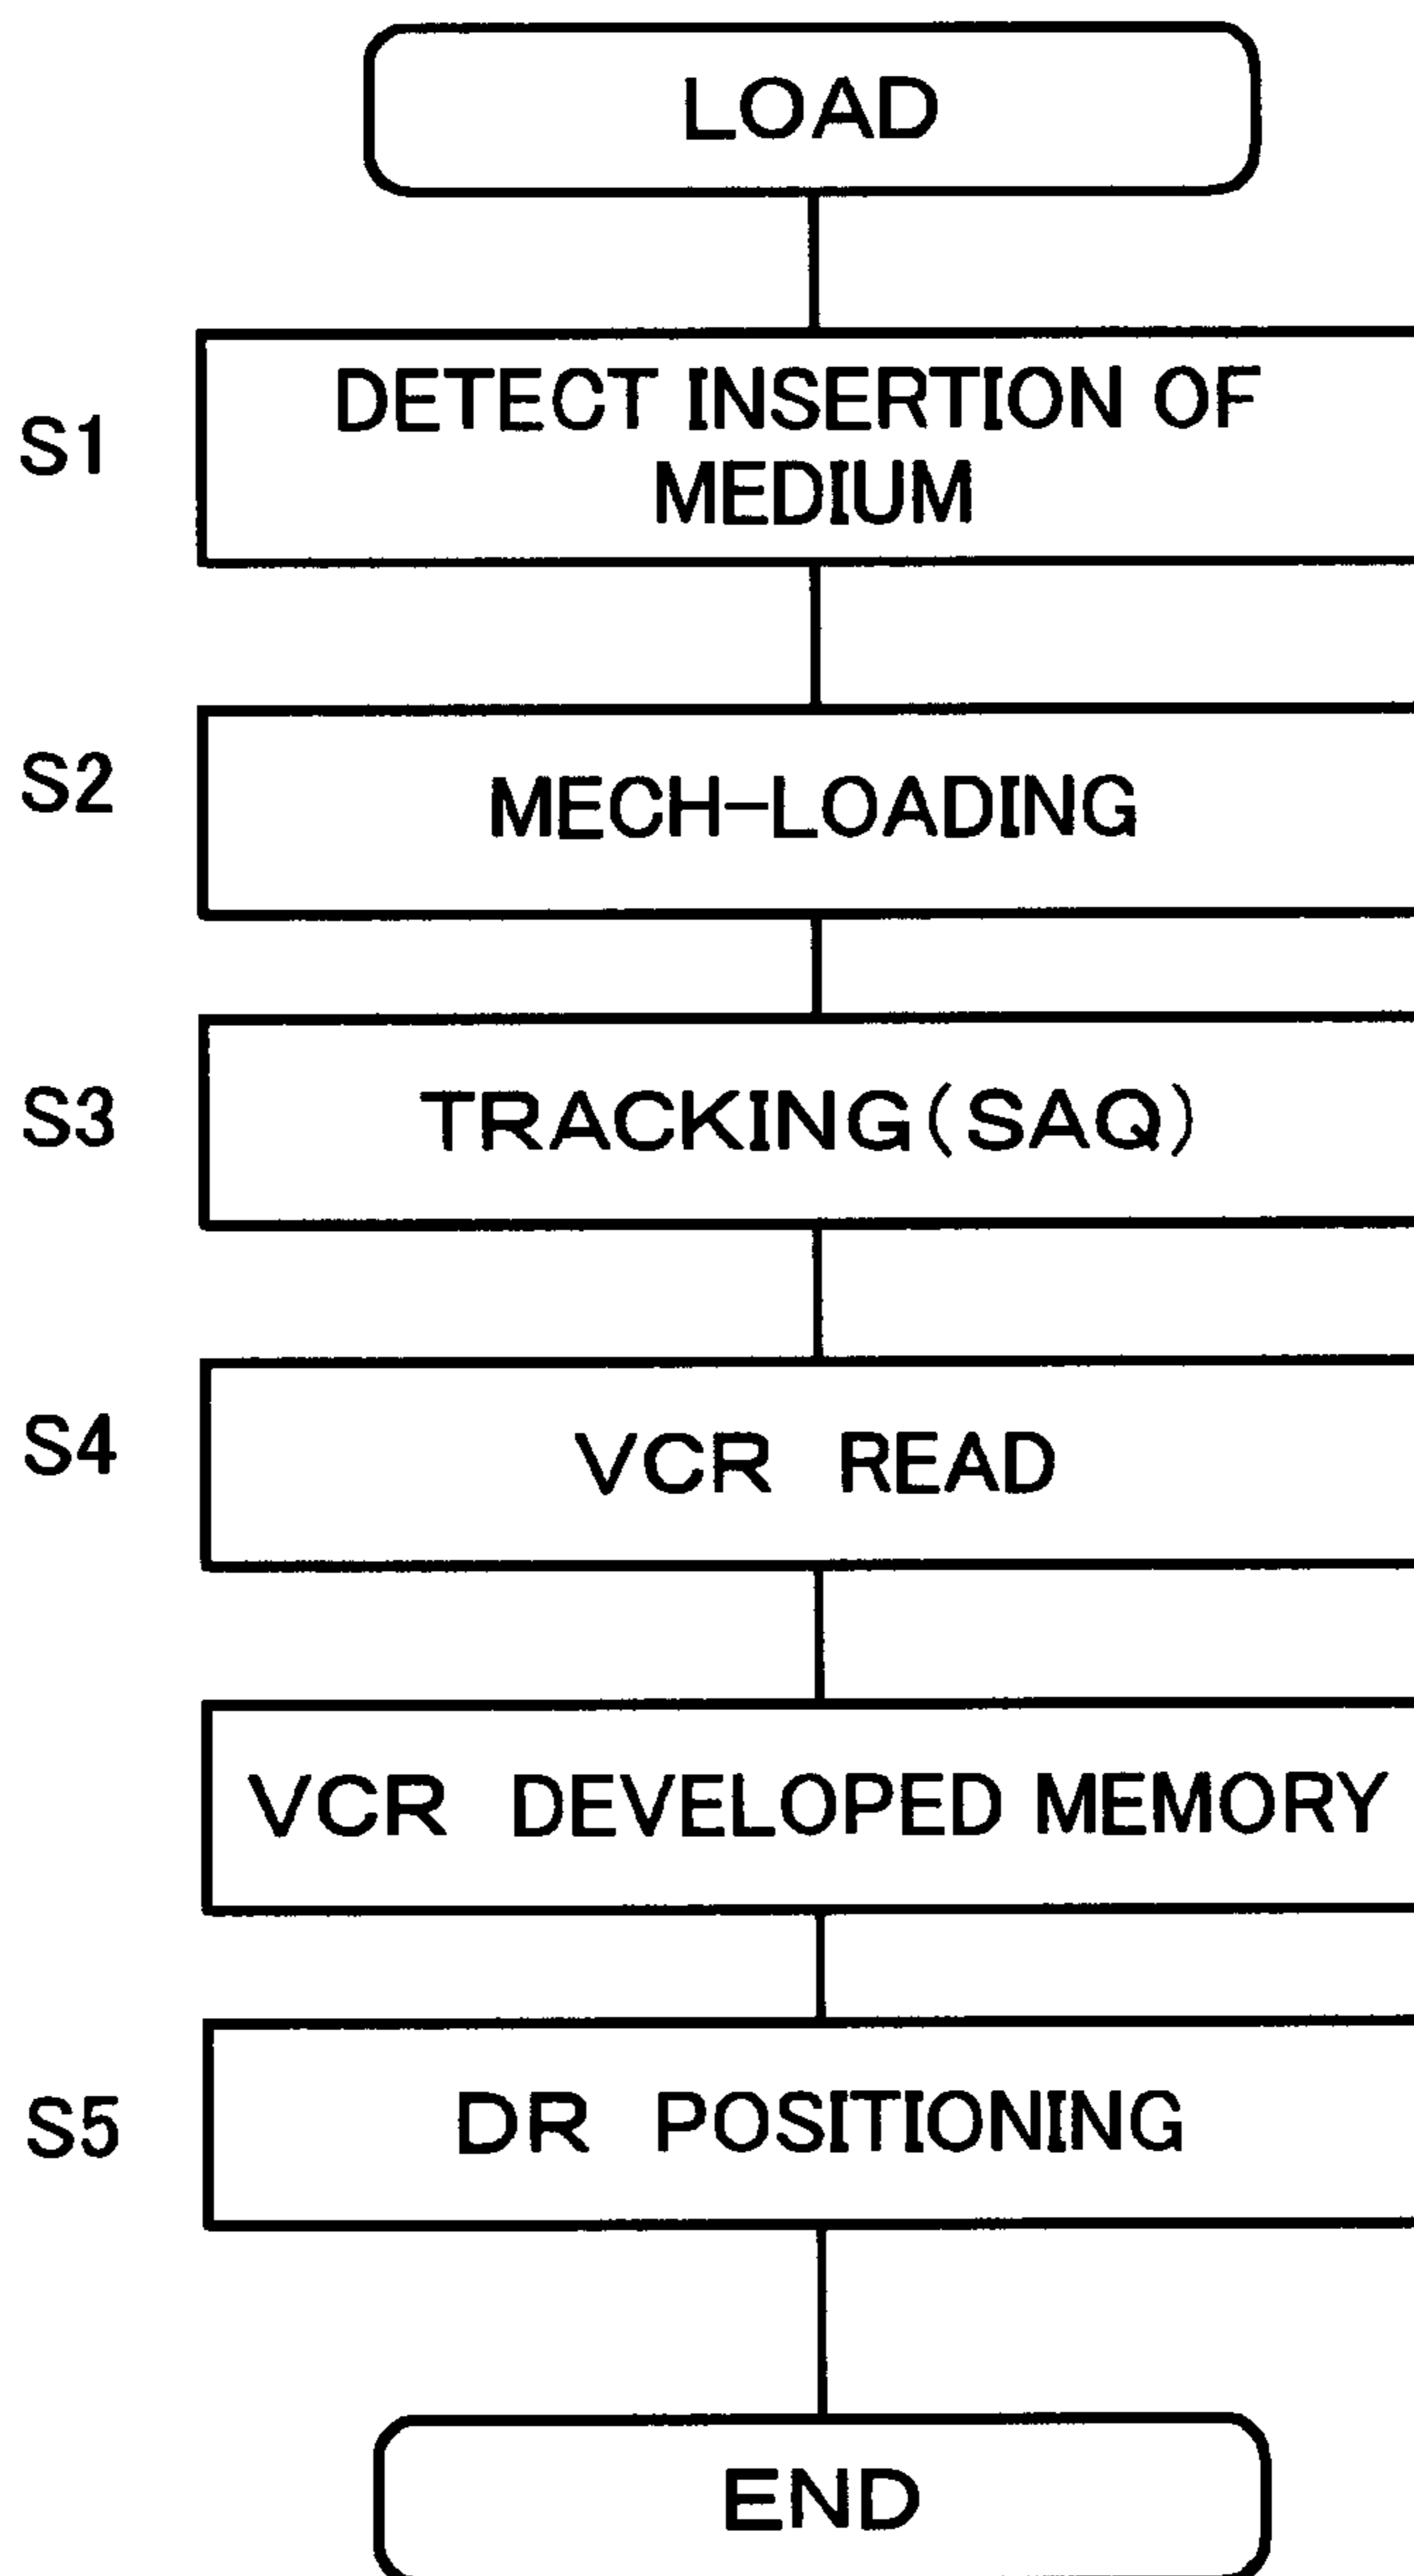 LOAD
S1
DETECT INSERTION OF
MEDIUM
S2
MECH-LOADING
S3
TRACKING(SAQ)
S4
VCR READ
VCR DEVELOPED MEMORY
S5
DR POSITIONING
END